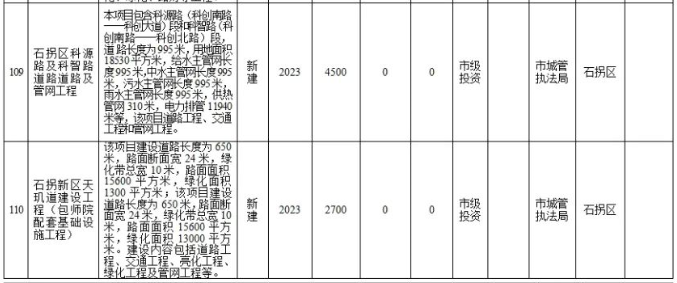 109
石拐区科源
路及科智路
道路道路及
管网工程
本项目包含科源路（科创南路
——科创大道）段和科智路（科
创南路——科创北路）段，
道路长度为995米，用地面积
18530平方米，给水主管网长
度995米，中水主管网长度995
米，污水主管网长度995米，
雨水主管网长度995米，供热
管网310米，电力排管11940
米等，该项目道路工程、交通
工程和管网工程。
新
建
2023
4500
0
0
市级
投资
市城管
执法局
石拐区
110
石拐新区天
玑道建设工
程（包师院
配套基础设
施工程）
该项目建设道路长度为650
米，路面断面宽24米，绿
化带总宽10米，路面面积
15600平方米，绿化面积
1300平方米；该项目建设
道路长度为650米，路面断
面宽24米，绿化带总宽10
米，路面面积15600平方
米，绿化面积13000平方
米。建设内容包括道路工
程、交通工程、亮化工程、
绿化工程及管网工程等。
新
建
2023
2700
0
0
市级
投资
市城管
执法局
石拐区